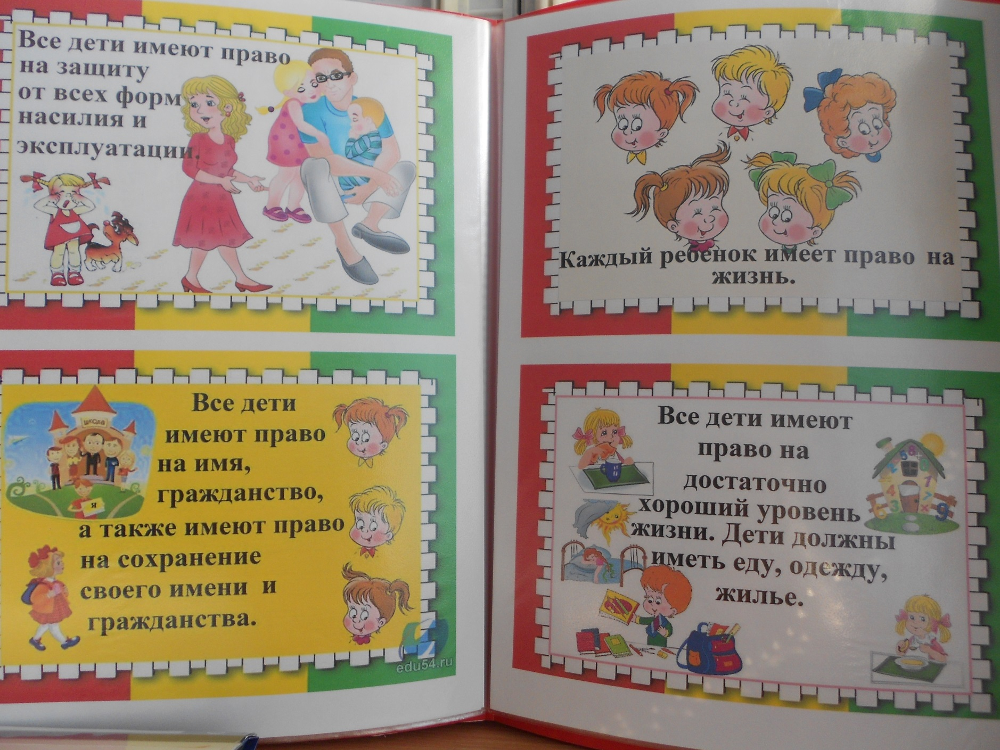 Все дети имеют право
на защиту
от всех форм
насилия и
эксплуатации.
Каждый ребенок имеет право на
жизнь.
школа
Все дети
имеют право
на имя,
гражданство,
а также имеют право
на сохранение
своего имени и
гражданства.
я
edu54.ru
Все дети имеют
право на
достаточно
хороший уровень
жизни. Дети должны
иметь еду, одежду,
жилье.